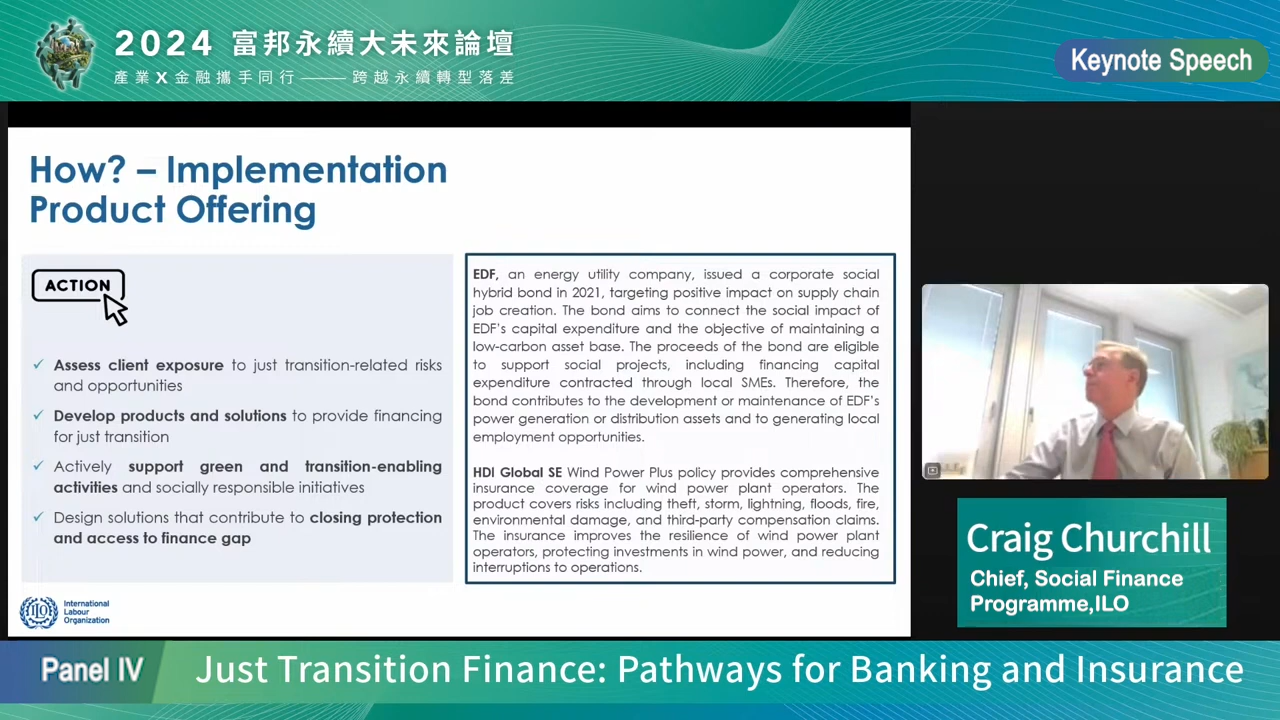 2024 富邦永續大未來論壇
產業X金融攜手同行——跨越永續轉型落差
Keynote Speech
How? – Implementation
Product Offering
ACTION
✓ Assess client exposure to just transition-related risks
and opportunities
✓ Develop products and solutions to provide financing
for just transition
✓ Actively support green and transition-enabling
activities and socially responsible initiatives
✓ Design solutions that contribute to closing protection
and access to finance gap
EDF, an energy utility company, issued a corporate social
hybrid bond in 2021, targeting positive impact on supply chain
job creation. The bond aims to connect the social impact of
EDF's capital expenditure and the objective of maintaining a
low-carbon asset base. The proceeds of the bond are eligible
to support social projects, including financing capital
expenditure contracted through local SMEs. Therefore, the
bond contributes to the development or maintenance of EDF's
power generation or distribution assets and to generating local
employment opportunities.
HDI Global SE Wind Power Plus policy provides comprehensive
insurance coverage for wind power plant operators. The
product covers risks including theft, storm, lightning, floods, fire,
environmental damage, and third-party compensation claims.
The insurance improves the resilience of wind power plant
operators, protecting investments in wind power, and reducing
interruptions to operations.
ILO
International
Labour
Organization
Craig Churchill
Chief, Social Finance
Programme,ILO
Panel IV
Just Transition Finance: Pathways for Banking and Insurance